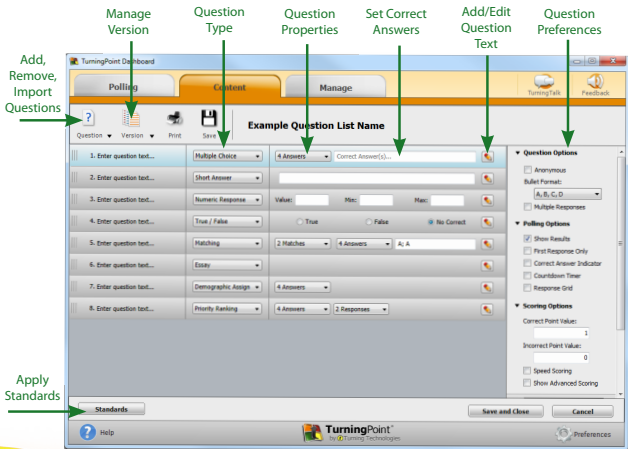 Manage
Version
Question
Type
Question
Properties
Set Correct
Answers
Add/Edit
Question
Text
Question
Preferences
Add,
Remove,
Import
Questions
TurningPoint Dashboard
Polling
Content
Manage
TurningTalk
Feedback
?
Question
Version
Print
Save
Example Question List Name
1. Enter question text...
Multiple Choice
4 Answers
Correct Answer(s)...
2. Enter question text...
Short Answer
3. Enter question text...
Numeric Response
Value:
Min:
Max:
4. Enter question text...
True / False
True
False
No Correct
5. Enter question text...
Matching
2 Matches
4 Answers
A; A
6. Enter question text...
Essay
7. Enter question text...
Demographic Assign
4 Answers
8. Enter question text...
Priority Ranking
4 Answers
2 Responses
Question Options
Anonymous
Bullet Format:
A, B, C, D
Multiple Responses
Polling Options
Show Results
First Response Only
Correct Answer Indicator
Countdown Timer
Response Grid
Scoring Options
Correct Point Value:
1
Incorrect Point Value:
0
Speed Scoring
Show Advanced Scoring
Apply
Standards
Standards
Save and Close
Cancel
? Help
TurningPoint
by Turning Technologies
Preferences